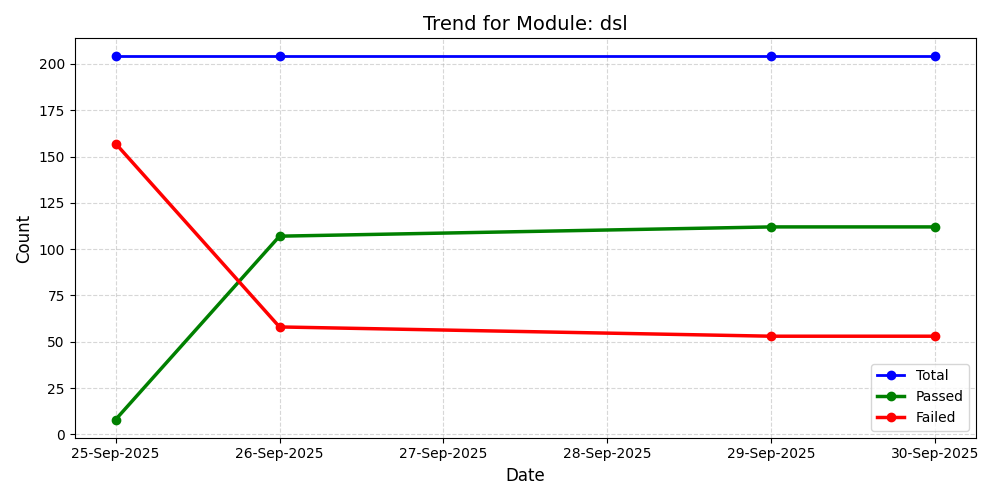 Trend for Module: dsl
Count
200
175
150
125
100
75
50
25
0
Total
Passed
Failed
25-Sep-2025 26-Sep-2025 27-Sep-2025 28-Sep-2025 29-Sep-2025 30-Sep-2025
Date